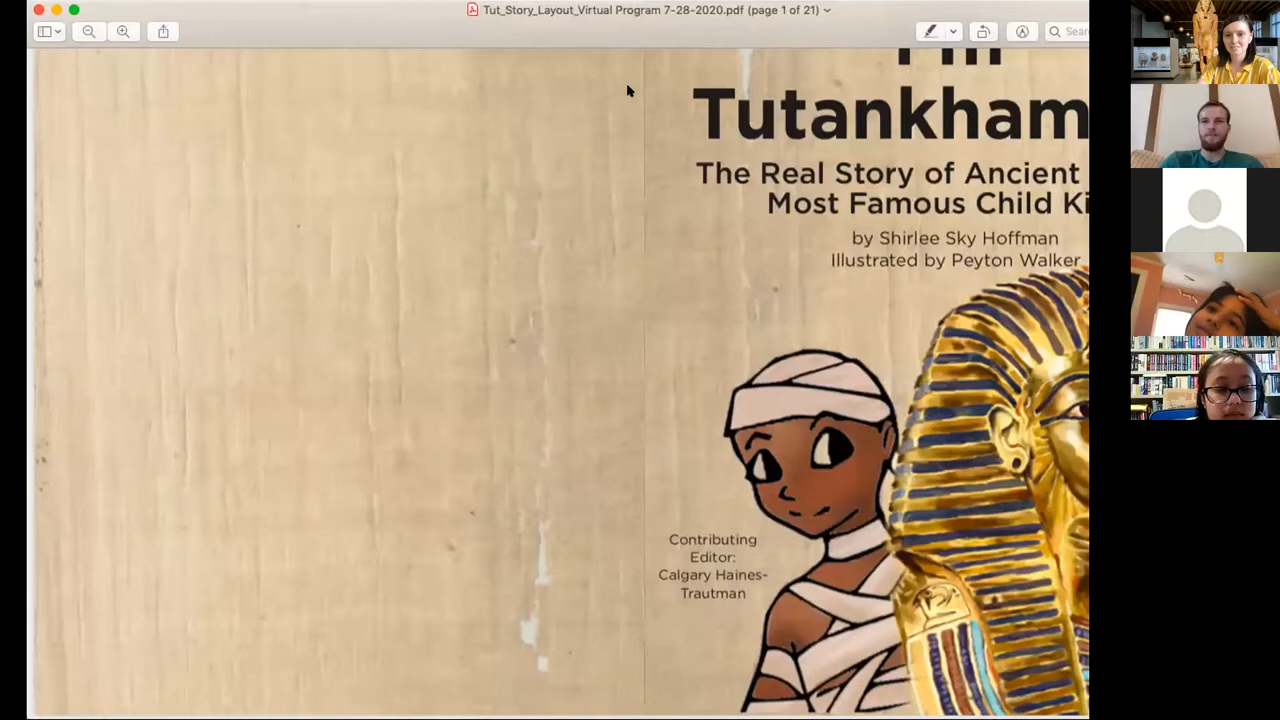 Tut_Story_Layout_Virtual Program 7-28-2020.pdf (page 1 of 21)
Sear
Tutankham
The Real Story of Ancient
Most Famous Child Ki
by Shirlee Sky Hoffman
Illustrated by Peyton Walker
Contributing
Editor:
Calgary Haines-
Trautman